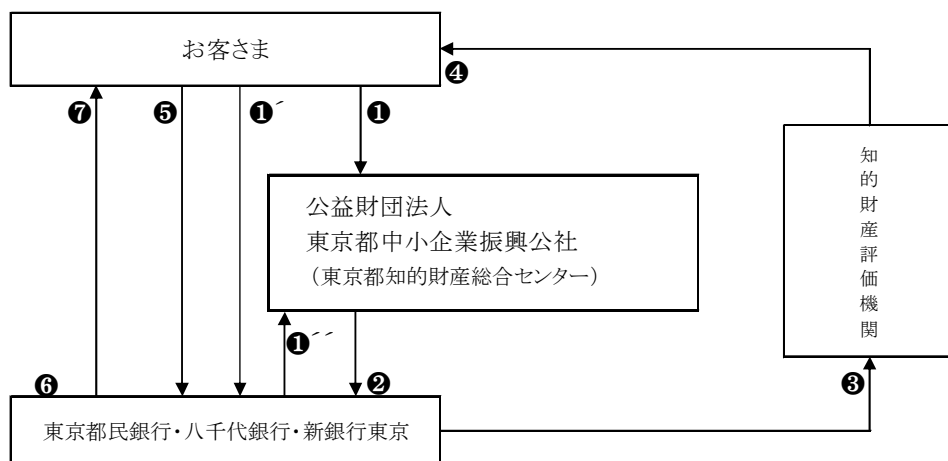 お客さま
❹
❼
❺
❶´
❶
公益財団法人
東京都中小企業振興公社
（東京都知的財産総合センター）
知的財産評価機関
❶´´
❷
❸
❻
東京都民銀行・八千代銀行・新銀行東京